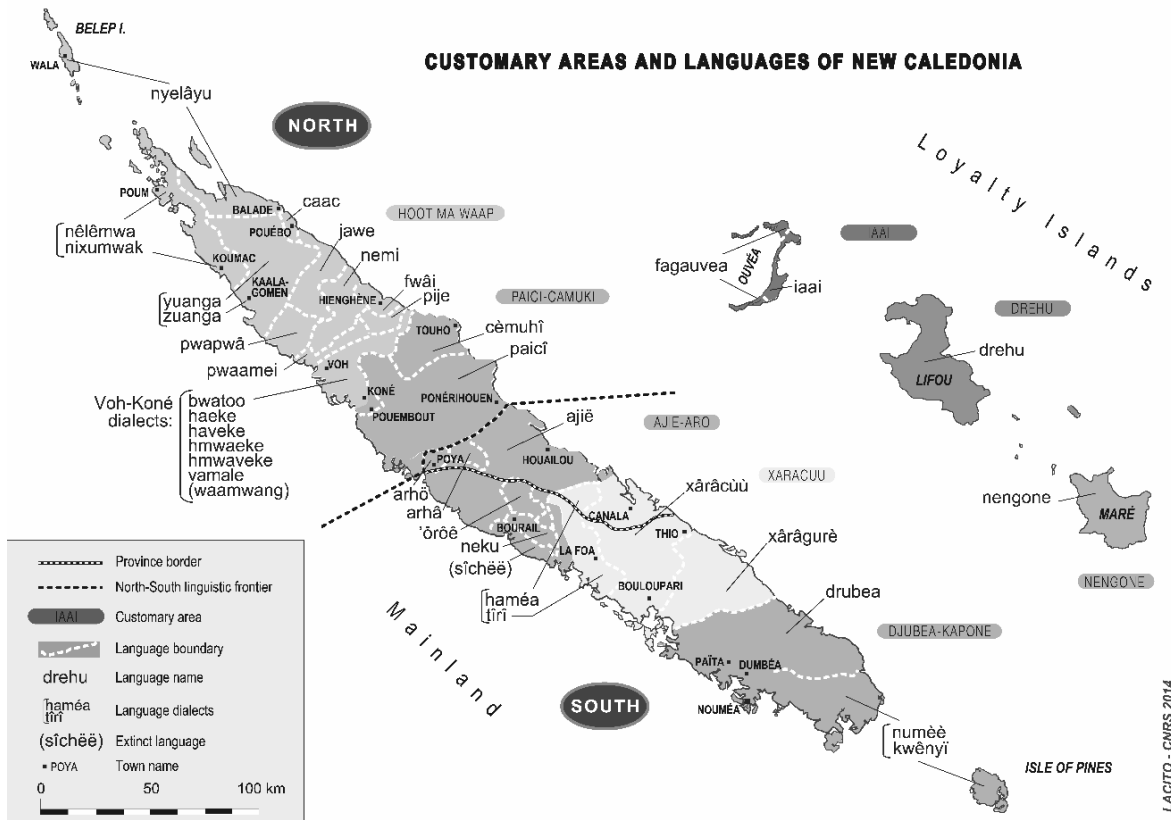 BELEP I.
WALA
CUSTOMARY AREAS AND LANGUAGES OF NEW CALEDONIA
nyelâyu
NORTH
Loyalty Islands
POUM
BALADE
caac
HOOT MA WAAP
POUÉBO
nêlêmwa
nixumwak
jawe
AAI
KOUMAC
nemi
OUVÉA
fagauvea
iaai
KAALA-
GOMEN
fwâi
HIENGHÈNE
pije
PAICI-CAMUKI
DREHU
yuanga
zuanga
TOUHO
cèmuhî
pwapwâ
paicî
drehu
LIFOU
pwaamei
VOH
Voh-Koné
dialects:
bwatoo
haeke
haveke
hmwaeke
hmwaveke
vamale
(waamwang)
KONÉ
POUEMBOUT
PONÉRIHOUEN
ajië
AJIE-ARO
POYA
HOUAILOU
XARACUU
arhö
arhâ
xârâcùù
nengone
MARÉ
'ôrôê
CANALA
BOURAIL
THIO
neku
(sîchëë)
LA FOA
xârâgurè
NENGONE
haméa
tîrî
BOULOUPARI
drubea
DJUBEA-KAPONE
Mainland
PAÏTA
DUMBÉA
NOUMÉA
SOUTH
numèè
kwênyï
ISLE OF PINES
Province border
North-South linguistic frontier
IAAI
Customary area
Language boundary
drehu
Language name
haméa
tîrî
Language dialects
(sîchëë)
Extinct language
POYA
Town name
0 50 100 km
LACITO - CNRS 2014